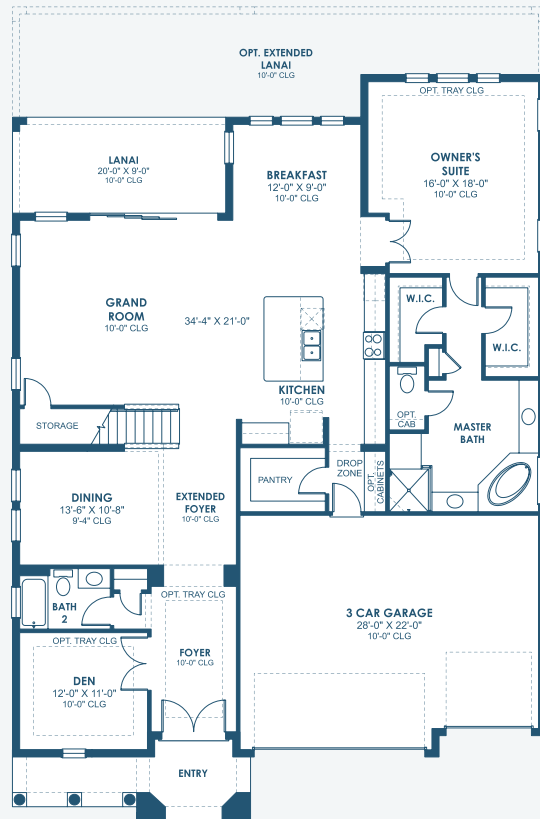 OPT. EXTENDED
LANAI
10'-0" CLG
OPT. TRAY CLG
LANAI
20'-0" X 9'-0"
10'-0" CLG
BREAKFAST
12'-0" X 9'-0"
10'-0" CLG
OWNER'S
SUITE
16'-0" X 18'-0"
10'-0" CLG
GRAND
ROOM
10'-0" CLG
34'-4" X 21'-0"
W.I.C.
W.I.C.
KITCHEN
10'-0" CLG
STORAGE
OPT.
CAB
MASTER
BATH
PANTRY
DROP
ZONE
OPT.
CABINETS
DINING
13'-6" X 10'-8"
9'-4" CLG
EXTENDED
FOYER
10'-0" CLG
BATH
2
OPT. TRAY CLG
3 CAR GARAGE
28'-0" X 22'-0"
10'-0" CLG
OPT. TRAY CLG
FOYER
10'-0" CLG
DEN
12'-0" X 11'-0"
10'-0" CLG
ENTRY